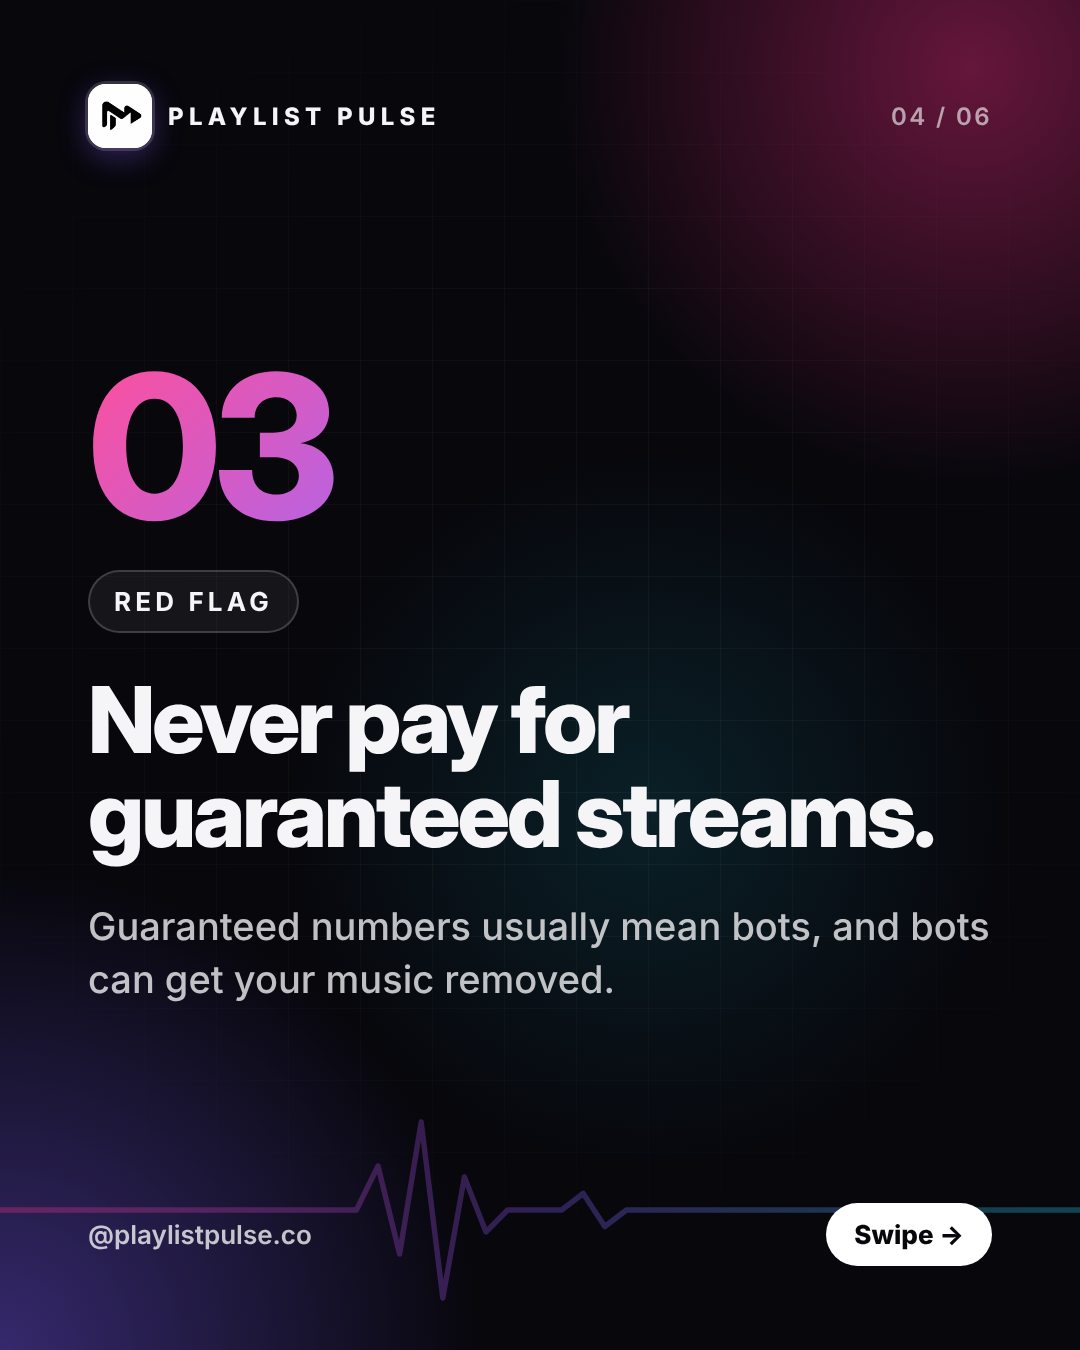 PLAYLIST PULSE
04 / 06
03
RED FLAG
Never pay for
guaranteed streams.
Guaranteed numbers usually mean bots, and bots
can get your music removed.
@playlistpulse.co
Swipe →